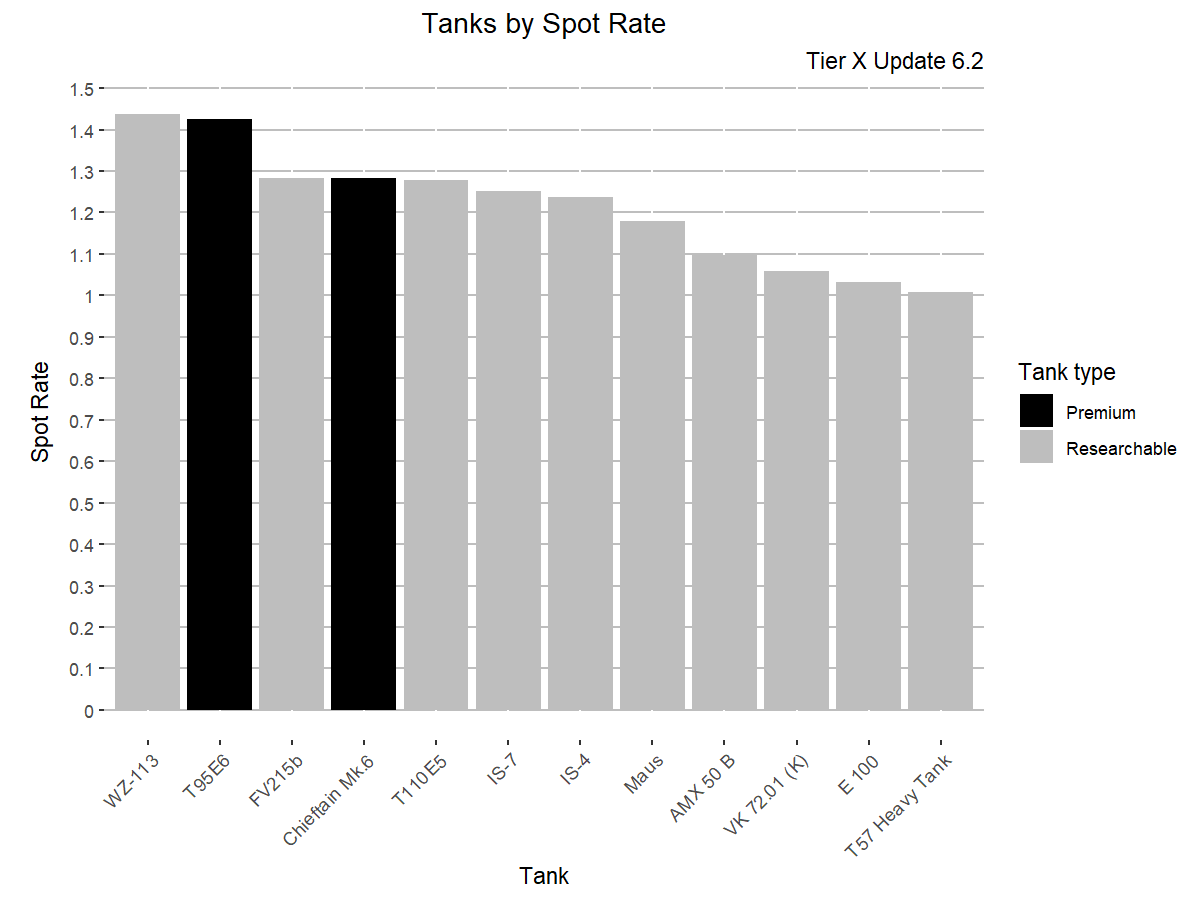 Tanks by Spot Rate
Tier X Update 6.2
1.5
1.4
1.3
1.2
1.1
1
0.9
0.8
0.7
0.6
0.5
0.4
0.3
0.2
0.1
0
Spot Rate
WZ-113
T95E6
FV215b
Chieftain Mk.6
T110E5
IS-7
IS-4
Maus
AMX 50 B
VK 72.01 (K)
E 100
T57 Heavy Tank
Tank
Tank type
Premium
Researchable